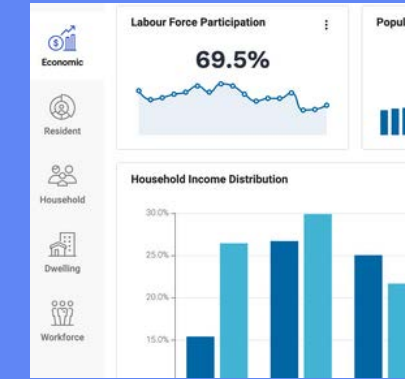 Economic
Resident
Household
Dwelling
Workforce
Labour Force Participation
69.5%
Popul
Household Income Distribution
30.0%
25.0%
20.0%
15.0%